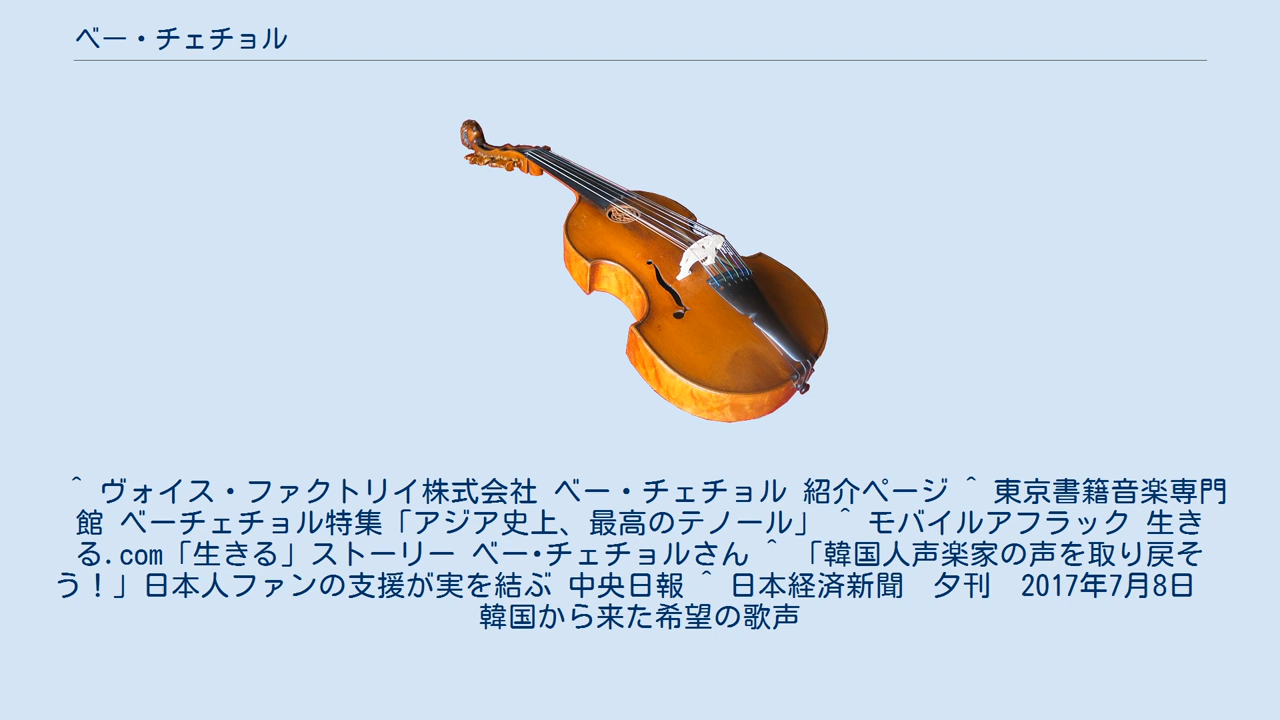 ベー・チェチョル
^ ヴォイス・ファクトリイ株式会社 ベー・チェチョル 紹介ページ ^ 東京書籍音楽専門
館 ベーチェチョル特集「アジア史上、最高のテノール」 ^ モバイルアフラック 生き
る.com「生きる」ストーリー ベー・チェチョルさん ^ 「韓国人声楽家の声を取り戻そ
う！」日本人ファンの支援が実を結ぶ 中央日報 ^ 日本経済新聞　夕刊　2017年7月8日
韓国から来た希望の歌声